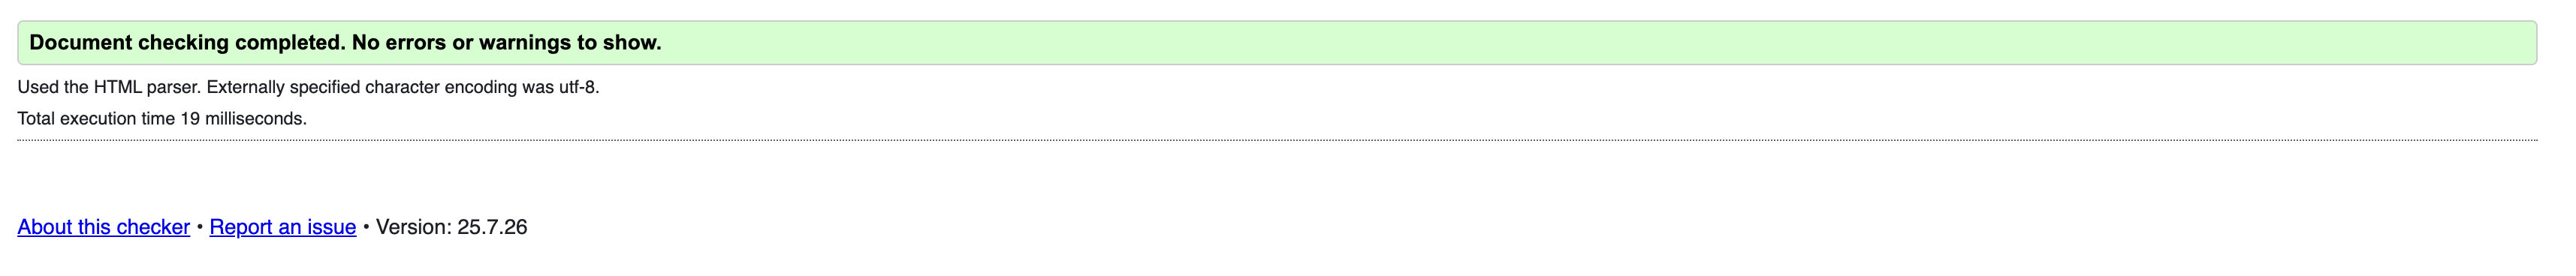 Document checking completed. No errors or warnings to show.
Used the HTML parser. Externally specified character encoding was utf-8.
Total execution time 19 milliseconds.
About this checker • Report an issue • Version: 25.7.26